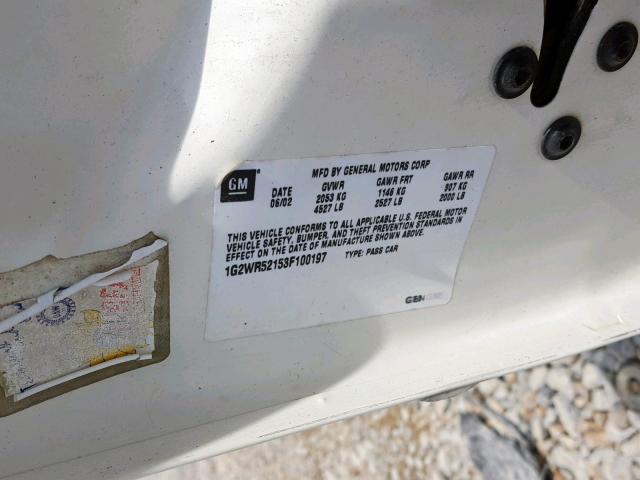 MFD BY GENERAL MOTORS CORP
GM
DATE GVWR GAWR FRT GAWR RR
06/02 2053 KG 1146 KG 907 KG
4527 LB 2527 LB 2000 LB
THIS VEHICLE CONFORMS TO ALL APPLICABLE U.S. FEDERAL MOTOR
VEHICLE SAFETY, BUMPER, AND THEFT PREVENTION STANDARDS IN
EFFECT ON THE DATE OF MANUFACTURE SHOWN ABOVE.
1G2WR52153F100197 TYPE: PASS CAR